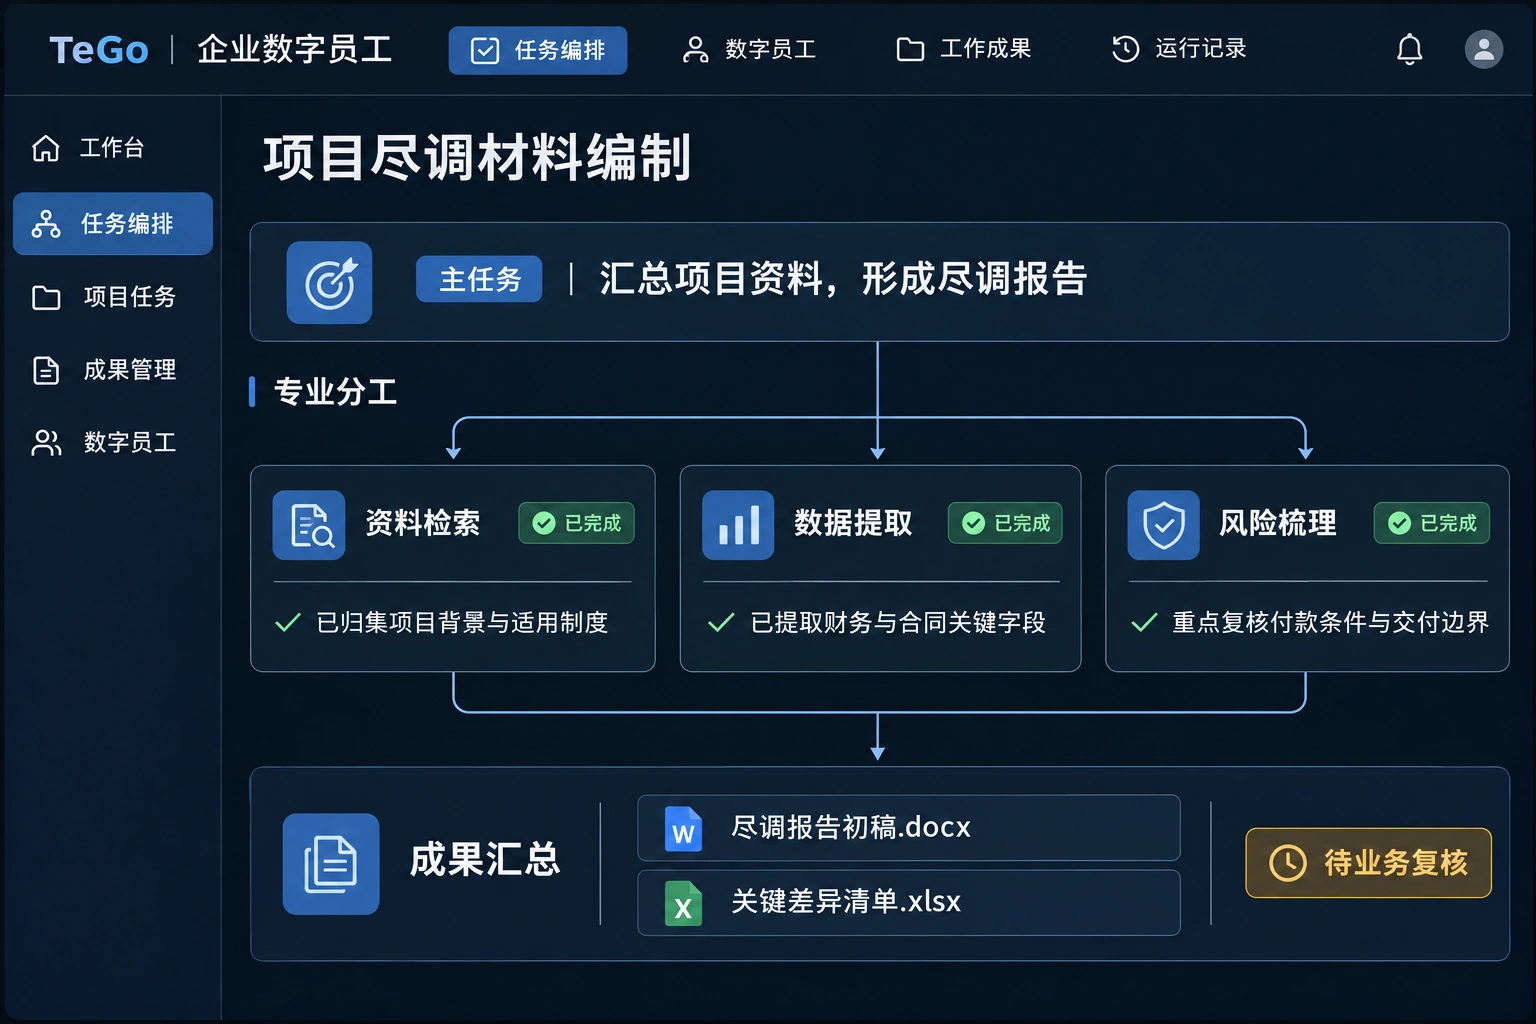 TeGo | 企业数字员工
任务编排
数字员工
工作成果
运行记录
工作台
任务编排
项目任务
成果管理
数字员工
项目尽调材料编制
主任务 | 汇总项目资料，形成尽调报告
专业分工
资料检索
已完成
已归集项目背景与适用制度
数据提取
已完成
已提取财务与合同关键字段
风险梳理
已完成
重点复核付款条件与交付边界
成果汇总
W
尽调报告初稿.docx
X
关键差异清单.xlsx
待业务复核